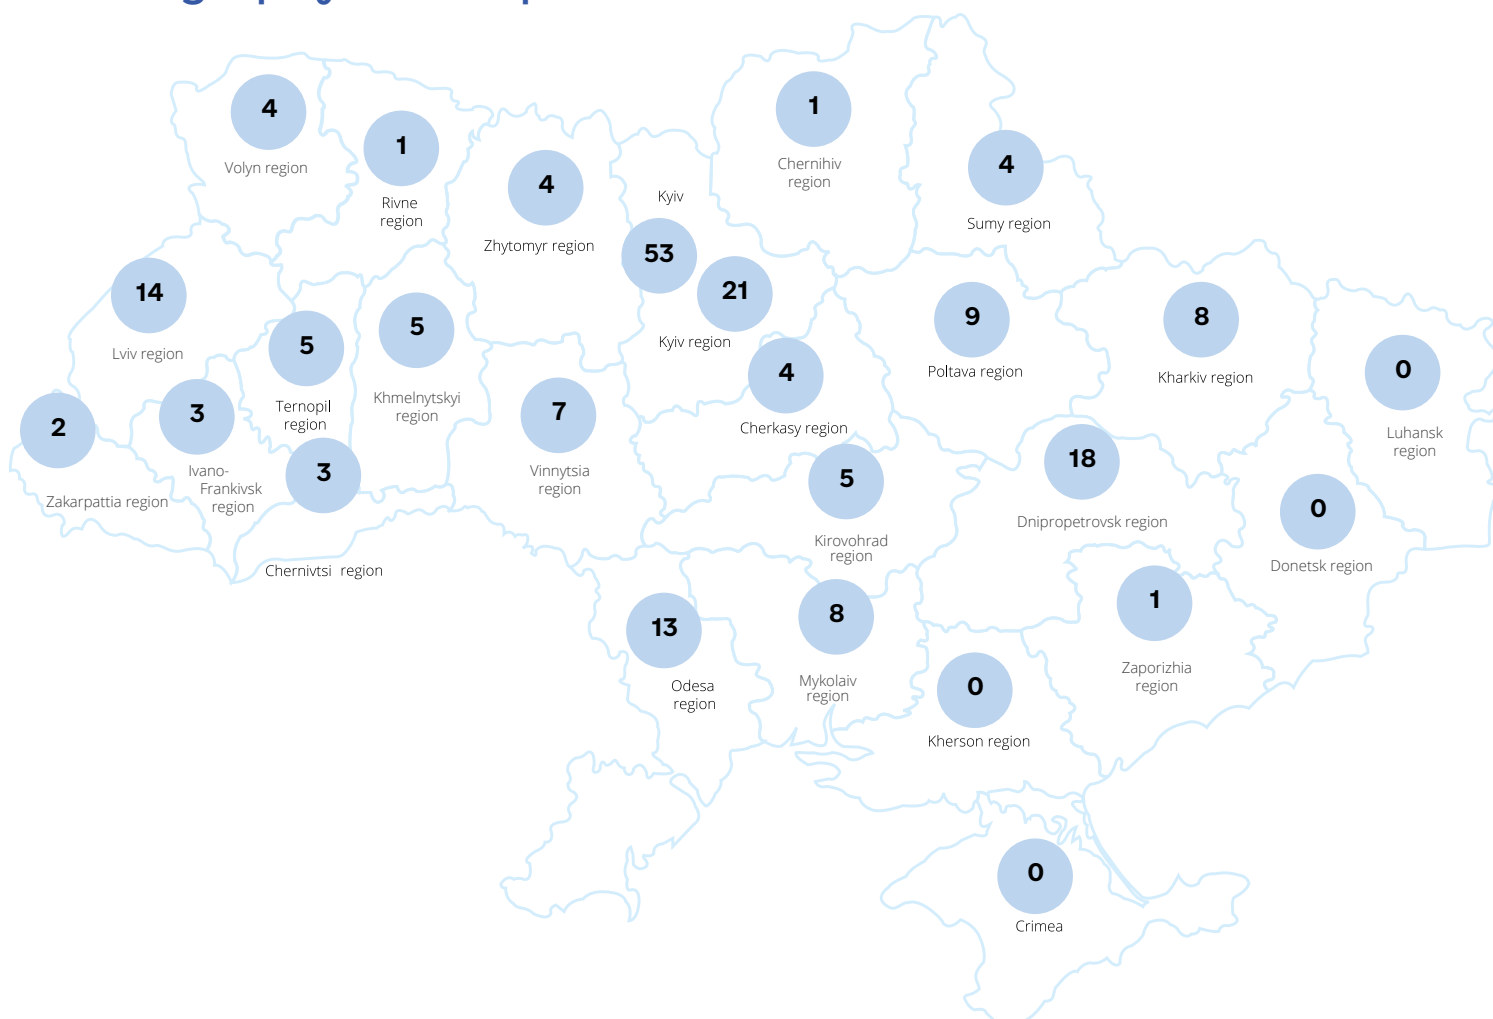 4
Volyn region
1
Rivne
region
4
Zhytomyr region
Kyiv
53
21
Kyiv region
1
Chernihiv
region
4
Sumy region
14
Lviv region
5
Ternopil
region
5
Khmelnytskyi
region
7
Vinnytsia
region
4
Cherkasy region
9
Poltava region
8
Kharkiv region
0
Luhansk
region
2
Zakarpattia region
3
Ivano-
Frankivsk
region
3
Chernivtsi region
5
Kirovohrad
region
18
Dnipropetrovsk region
0
Donetsk region
13
Odesa
region
8
Mykolaiv
region
0
Kherson region
1
Zaporizhia
region
0
Crimea